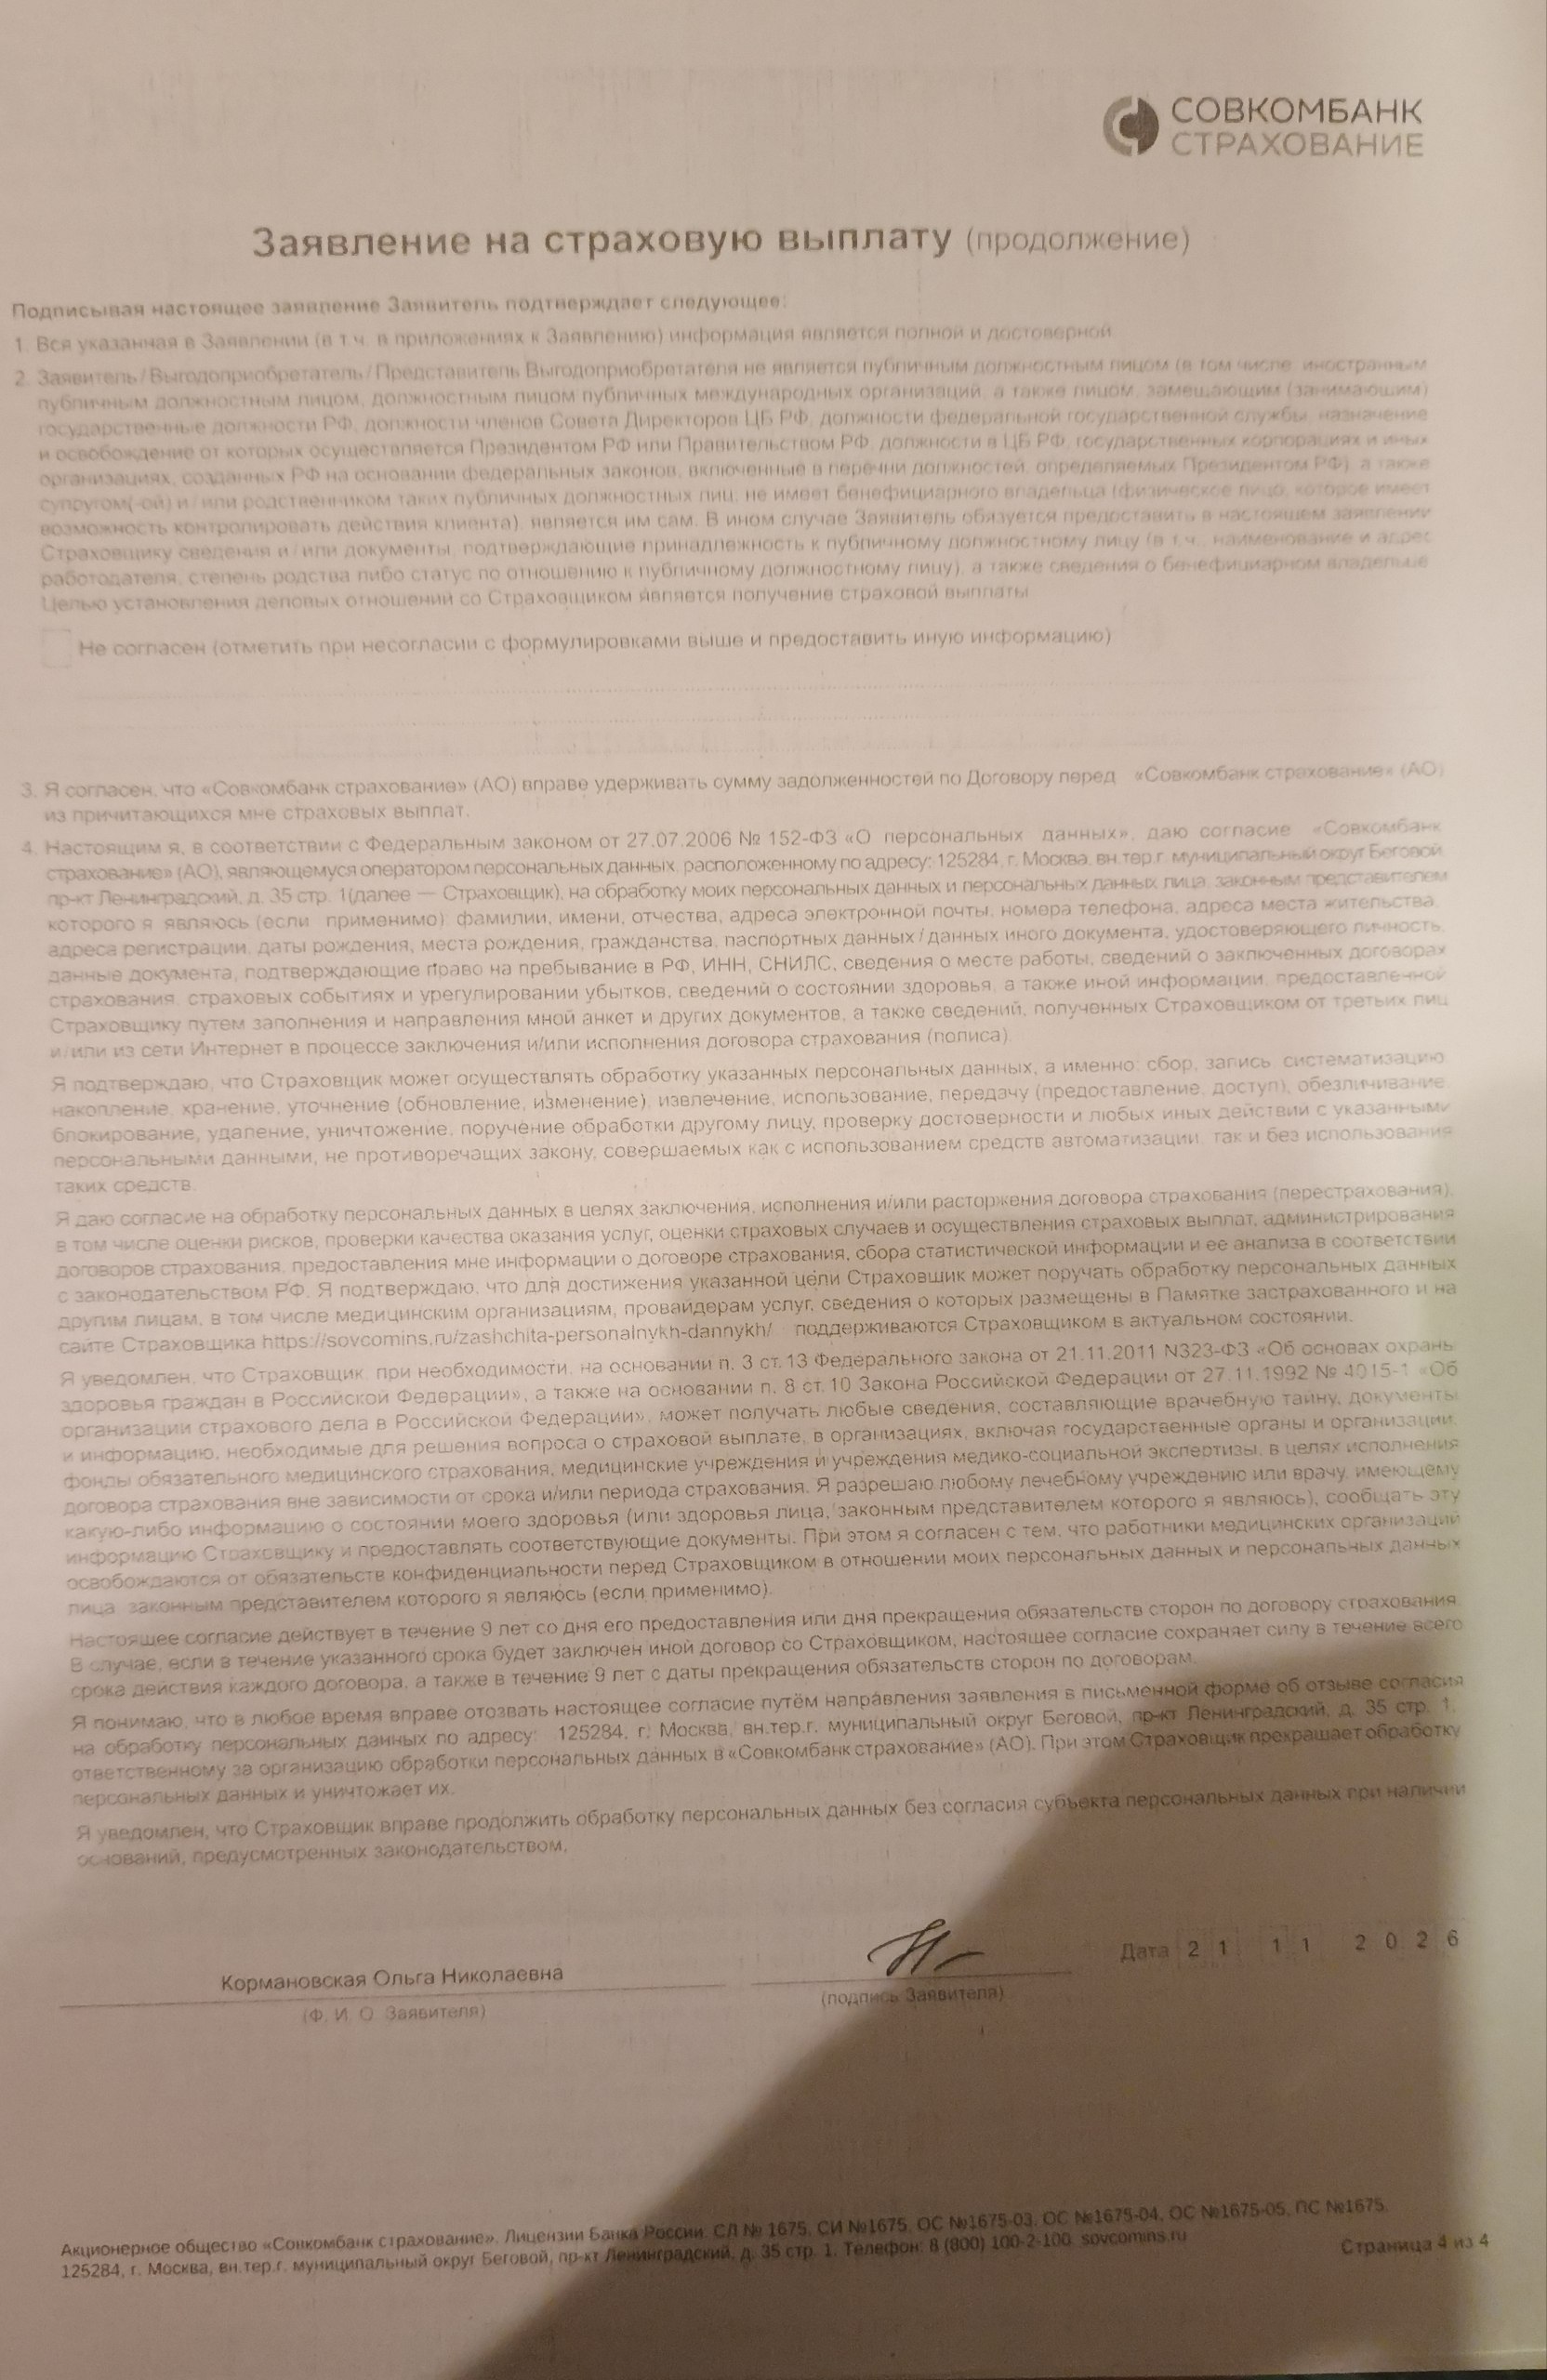 СОВКОМБАНК
СТРАХОВАНИЕ
Заявление на страховую выплату (продолжение)
Подписывая настоящее заявление Заявитель подтверждает следующее:
1. Вся указанная в Заявлении (в т.ч. в приложениях к Заявлению) информация является полной и достоверной.
2. Заявитель/Выгодоприобретатель/Представитель Выгодоприобретателя не является публичным должностным лицом (в том числе иностранным
публичным должностным лицом, должностным лицом публичных международных организаций, а также лицом, замещающим (занимающим)
государственные должности РФ, должности членов Совета Директоров ЦБ РФ, должности федеральной государственной службы, назначение
и освобождение от которых осуществляется Президентом РФ или Правительством РФ, должности в ЦБ РФ, государственных корпорациях и иных
организациях, созданных РФ на основании федеральных законов, включенные в перечни должностей, определяемых Президентом РФ), а также
супругом(-ой) и/или родственником таких публичных должностных лиц, не имеет бенефициарного владельца (физическое лицо, которое имеет
возможность контролировать действия клиента), является им сам. В ином случае Заявитель обязуется предоставить в настоящем заявлении
Страховщику сведения и/или документы, подтверждающие принадлежность к публичному должностному лицу (в т.ч., наименование и адрес
работодателя, степень родства либо статус по отношению к публичному должностному лицу), а также сведения о бенефициарном владельце
Целью установления деловых отношений со Страховщиком является получение страховой выплаты
Не согласен (отметить при несогласии с формулировками выше и предоставить иную информацию)
3. Я согласен, что «Совкомбанк страхование» (АО) вправе удерживать сумму задолженностей по Договору перед «Совкомбанк страхование» (АО)
из причитающихся мне страховых выплат.
4. Настоящим я, в соответствии с Федеральным законом от 27.07.2006 № 152-ФЗ «О персональных данных», даю согласие «Совкомбанк
страхование» (АО), являющемуся оператором персональных данных, расположенному по адресу: 125284, г. Москва, вн.тер.г. муниципальный округ Беговой,
пр-кт Ленинградский, д. 35 стр. 1(далее — Страховщик), на обработку моих персональных данных и персональных данных лица, законным представителем
которого я являюсь (если применимо): фамилии, имени, отчества, адреса электронной почты, номера телефона, адреса места жительства,
адреса регистрации, даты рождения, места рождения, гражданства, паспортных данных/данных иного документа, удостоверяющего личность,
данные документа, подтверждающие право на пребывание в РФ, ИНН, СНИЛС, сведения о месте работы, сведений о заключенных договорах
страхования, страховых событиях и урегулировании убытков, сведений о состоянии здоровья, а также иной информации, предоставленной
Страховщику путем заполнения и направления мной анкет и других документов, а также сведений, полученных Страховщиком от третьих лиц
и/или из сети Интернет в процессе заключения и/или исполнения договора страхования (полиса).
Я подтверждаю, что Страховщик может осуществлять обработку указанных персональных данных, а именно: сбор, запись, систематизацию,
накопление, хранение, уточнение (обновление, изменение), извлечение, использование, передачу (предоставление, доступ), обезличивание,
блокирование, удаление, уничтожение, поручение обработки другому лицу, проверку достоверности и любых иных действий с указанными
персональными данными, не противоречащих закону, совершаемых как с использованием средств автоматизации, так и без использования
таких средств.
Я даю согласие на обработку персональных данных в целях заключения, исполнения и/или расторжения договора страхования (перестрахования),
в том числе оценки рисков, проверки качества оказания услуг, оценки страховых случаев и осуществления страховых выплат, администрирования
договоров страхования, предоставления мне информации о договоре страхования, сбора статистической информации и ее анализа в соответствии
с законодательством РФ. Я подтверждаю, что для достижения указанной цели Страховщик может поручать обработку персональных данных
другим лицам, в том числе медицинским организациям, провайдерам услуг, сведения о которых размещены в Памятке застрахованного и на
сайте Страховщика https://sovcomins.ru/zashchita-personalnykh-dannykh/ поддерживаются Страховщиком в актуальном состоянии.
Я уведомлен, что Страховщик, при необходимости, на основании п. 3 ст.13 Федерального закона от 21.11.2011 N323-ФЗ «Об основах охраны
здоровья граждан в Российской Федерации», а также на основании п. 8 ст.10 Закона Российской Федерации от 27.11.1992 № 4015-1 «Об
организации страхового дела в Российской Федерации», может получать любые сведения, составляющие врачебную тайну, документы
и информацию, необходимые для решения вопроса о страховой выплате, в организациях, включая государственные органы и организации,
фонды обязательного медицинского страхования, медицинские учреждения и учреждения медико-социальной экспертизы, в целях исполнения
договора страхования вне зависимости от срока и/или периода страхования. Я разрешаю любому лечебному учреждению или врачу, имеющему
какую-либо информацию о состоянии моего здоровья (или здоровья лица, законным представителем которого я являюсь), сообщать эту
информацию Страховщику и предоставлять соответствующие документы. При этом я согласен с тем, что работники медицинских организаций
освобождаются от обязательств конфиденциальности перед Страховщиком в отношении моих персональных данных и персональных данных
лица, законным представителем которого я являюсь (если применимо).
Настоящее согласие действует в течение 9 лет со дня его предоставления или дня прекращения обязательств сторон по договору страхования.
В случае, если в течение указанного срока будет заключен иной договор со Страховщиком, настоящее согласие сохраняет силу в течение всего
срока действия каждого договора, а также в течение 9 лет с даты прекращения обязательств сторон по договорам.
Я понимаю, что в любое время вправе отозвать настоящее согласие путём направления заявления в письменной форме об отзыве согласия
на обработку персональных данных по адресу: 125284, г. Москва, вн.тер.г. муниципальный округ Беговой, пр-кт Ленинградский, д. 35 стр. 1,
ответственному за организацию обработки персональных данных в «Совкомбанк страхование» (АО). При этом Страховщик прекращает обработку
персональных данных и уничтожает их.
Я уведомлен, что Страховщик вправе продолжить обработку персональных данных без согласия субъекта персональных данных при наличии
оснований, предусмотренных законодательством.
Кормановская Ольга Николаевна
Дата 21 11 2026
(Ф. И. О. Заявителя)
(подпись Заявителя)
Акционерное общество «Совкомбанк страхование». Лицензии Банка России: СЛ № 1675, СИ №1675, ОС №1675-03, ОС №1675-04, ОС №1675-05, ПС №1675.
125284, г. Москва, вн.тер.г. муниципальный округ Беговой, пр-кт Ленинградский, д. 35 стр. 1. Телефон: 8 (800) 100-2-100 sovcomins.ru
Страница 4 из 4